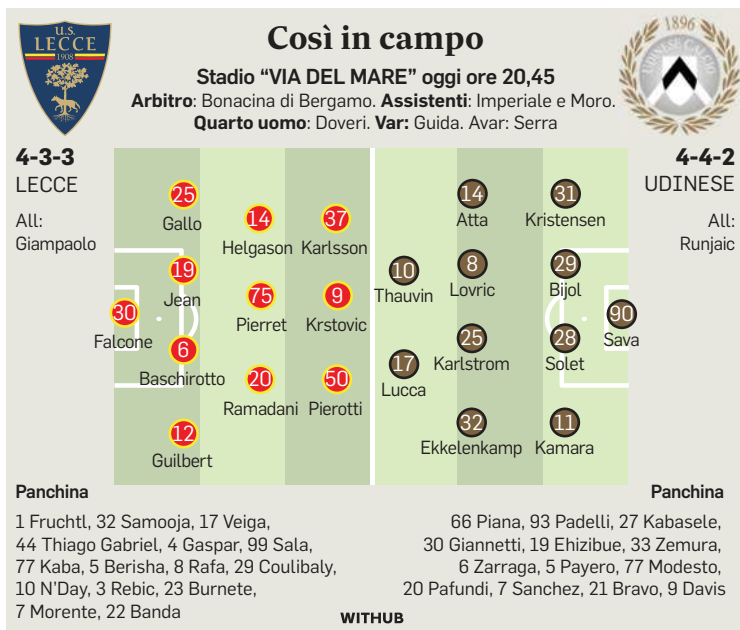 U.S.
LECCE
1908
1896
UDINESE CALCIO
Così in campo
Stadio “VIA DEL MARE” oggi ore 20,45
Arbitro: Bonacina di Bergamo. Assistenti: Imperiale e Moro.
Quarto uomo: Doveri. Var: Guida. Avar: Serra
4-3-3
LECCE
All:
Giampaolo
4-4-2
UDINESE
All:
Runjaic
30
Falcone
25
Gallo
19
Jean
6
Baschirotto
12
Guilbert
14
Helgason
75
Pierret
20
Ramadani
37
Karlsson
9
Krstovic
50
Pierotti
10
Thauvin
17
Lucca
14
Atta
8
Lovric
25
Karlstrom
32
Ekkelenkamp
31
Kristensen
29
Bijol
28
Solet
11
Kamara
90
Sava
Panchina
1 Fruchtl, 32 Samooja, 17 Veiga,
44 Thiago Gabriel, 4 Gaspar, 99 Sala,
77 Kaba, 5 Berisha, 8 Rafa, 29 Coulibaly,
10 N'Day, 3 Rebic, 23 Burnete,
7 Morente, 22 Banda
Panchina
66 Piana, 93 Padelli, 27 Kabasele,
30 Giannetti, 19 Ehizibue, 33 Zemura,
6 Zarraga, 5 Payero, 77 Modesto,
20 Pafundi, 7 Sanchez, 21 Bravo, 9 Davis
WITHUB